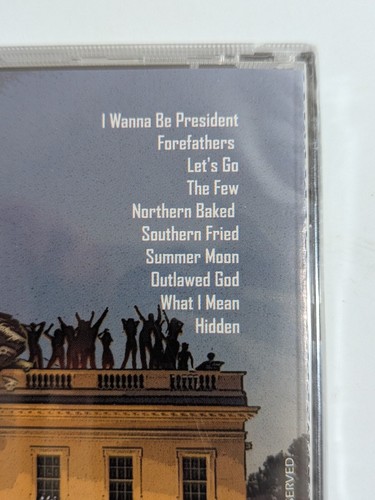 I Wanna Be President
Forefathers
Let's Go
The Few
Northern Baked
Southern Fried
Summer Moon
Outlawed God
What I Mean
Hidden